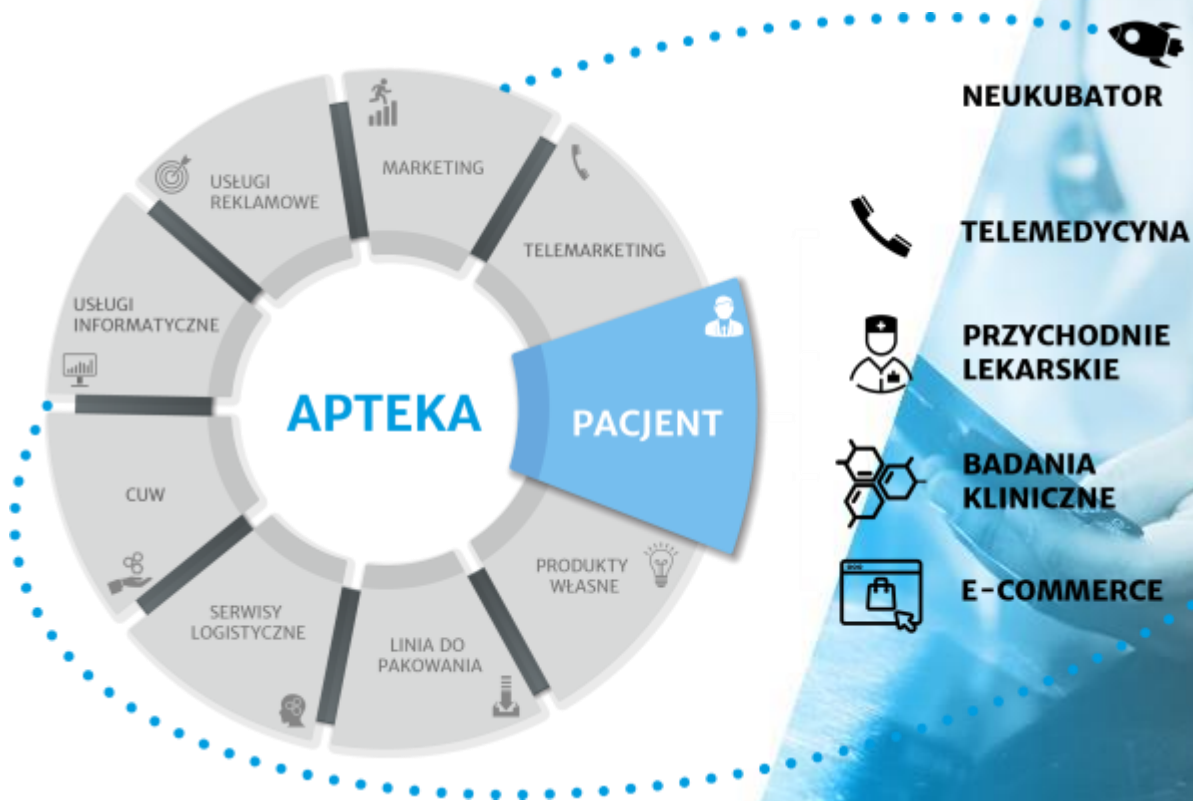 NEUKUBATOR
MARKETING
USŁUGI
REKLAMOWE
TELEMARKETING
USŁUGI
INFORMATYCZNE
APTEKA
PACJENT
CUW
PRODUKTY
WŁASNE
SERWISY
LOGISTYCZNE
LINIA DO
PAKOWANIA
TELEMEDYCYNA
PRZYCHODNIE
LEKARSKIE
BADANIA
KLINICZNE
E-COMMERCE